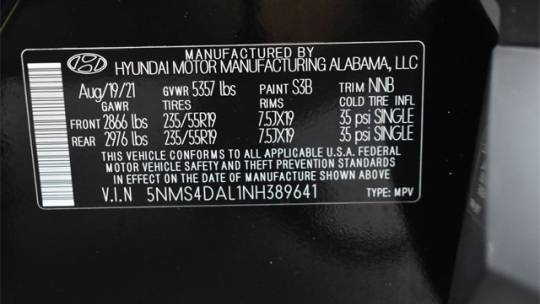 MANUFACTURED BY
HYUNDAI MOTOR MANUFACTURING ALABAMA, LLC
Aug/19/21 GVWR 5357 lbs PAINT S3B TRIM NNB
GAWR TIRES RIMS COLD TIRE INFL
FRONT 2866 lbs 235/55R19 7.5JX19 35 psi SINGLE
REAR 2976 lbs 235/55R19 7.5JX19 35 psi SINGLE
THIS VEHICLE CONFORMS TO ALL APPLICABLE U.S.A. FEDERAL
MOTOR VEHICLE SAFETY AND THEFT PREVENTION STANDARDS
IN EFFECT ON THE DATE OF MANUFACTURE SHOWN ABOVE
V.I.N 5NMS4DAL1NH389641 TYPE: MPV